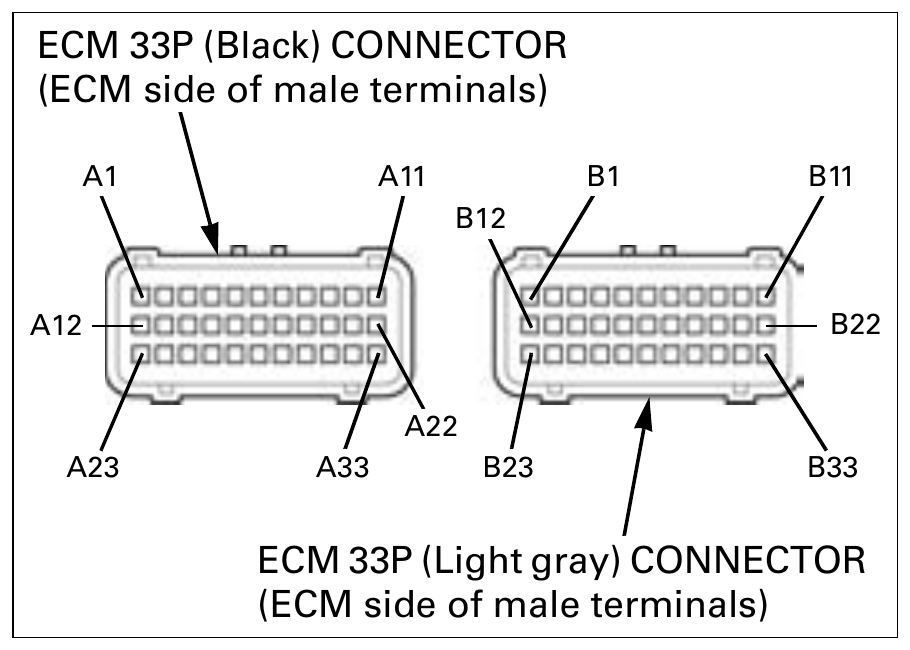 ECM 33P (Black) CONNECTOR
(ECM side of male terminals)
A1
A11
B1
B11
B12
A12
B22
A22
A23
A33
B23
B33
ECM 33P (Light gray) CONNECTOR
(ECM side of male terminals)